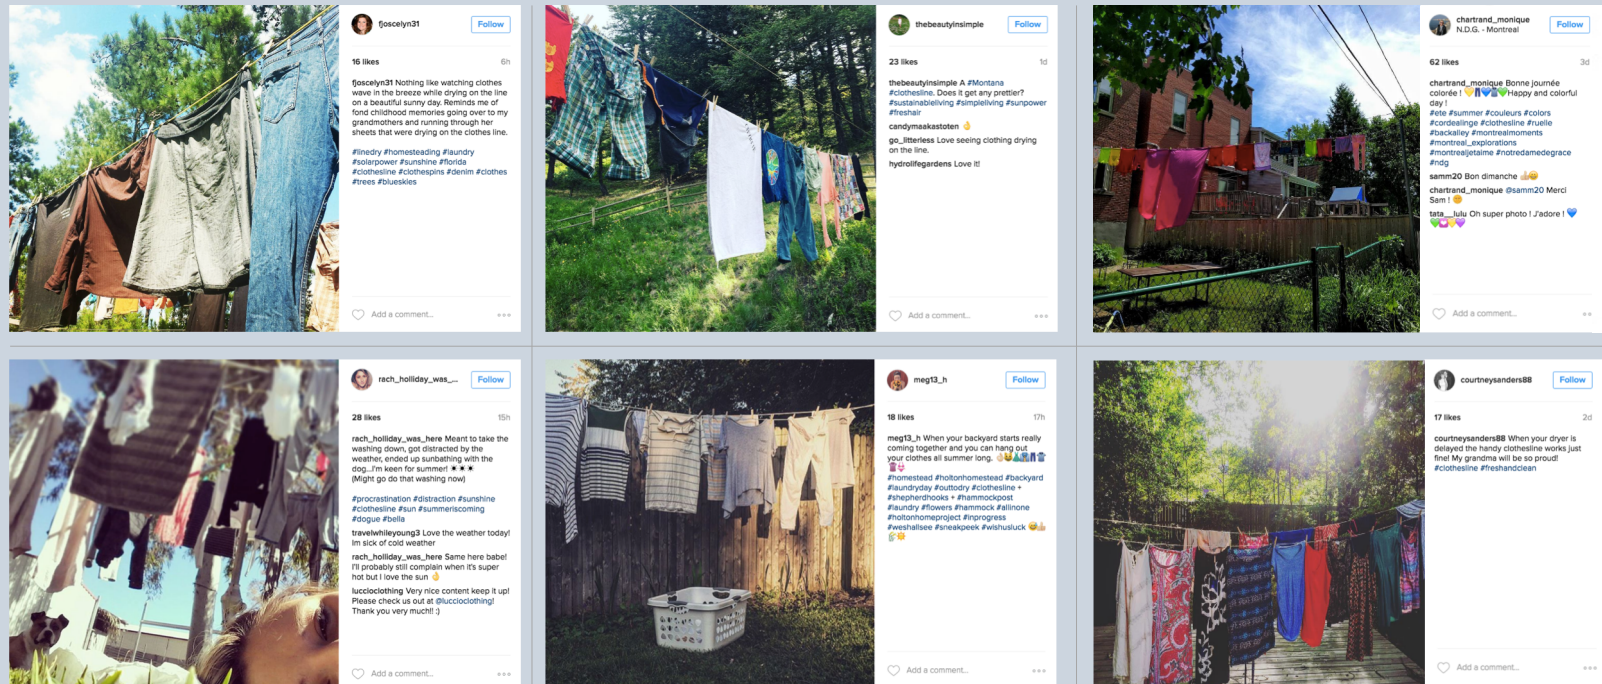 fjoscelyn31
Follow
16 likes
6h
fjoscelyn31 Nothing like watching clothes
wave in the breeze while drying on the line
on a beautiful sunny day. Reminds me of
fond childhood memories going over to my
grandmothers and running through her
sheets that were drying on the clothes line.
#linedry #homesteading #laundry
#solarpower #sunshine #florida
#clothesline #clothespins #denim #clothes
#trees #blueskies
Add a comment...
thebeautyinsimple
Follow
23 likes
1d
thebeautyinsimple A #Montana
#clothesline. Does it get any prettier?
#sustainableliving #simpleliving #sunpower
#freshair
candymaakastoten 👌
go_litterless Love seeing clothing drying
on the line.
hydrolifegardens Love it!
Add a comment...
chartrand_monique
N.D.G. - Montreal
Follow
62 likes
3d
chartrand_monique Bonne journée
colorée ! 💛👖💙👚💚Happy and colorful
day !
#ete #summer #couleurs #colors
#cordealinge #clothesline #ruelle
#backalley #montrealmoments
#montreal_explorations
#montrealjetaime #notredamedegrace
#ndg
samm20 Bon dimanche 👍😄
chartrand_monique @samm20 Merci
Sam ! 😊
tata__lulu Oh super photo ! J'adore ! 💙
💚💟💛💜
Add a comment...
rach_holliday_was_...
Follow
28 likes
15h
rach_holliday_was_here Meant to take the
washing down, got distracted by the
weather, ended up sunbathing with the
dog...I'm keen for summer! ☀☀☀
(Might go do that washing now)
#procrastination #distraction #sunshine
#clothesline #sun #summeriscoming
#dogue #bella
travelwhileyoung3 Love the weather today!
Im sick of cold weather
rach_holliday_was_here Same here babe!
I'll probably still complain when it's super
hot but I love the sun 👌
luccioclothing Very nice content keep it up!
Please check us out at @luccioclothing!
Thank you very much!! :)
Add a comment...
meg13_h
Follow
18 likes
17h
meg13_h When your backyard starts really
coming together and you can hang out
your clothes all summer long.
#homestead #holtonhomestead #backyard
#laundryday #outtodry #clothesline +
#shepherdhooks + #hammockpost
#laundry #flowers #hammock #allinone
#holtonhomeproject #inprogress
#weshallsee #sneakpeek #wishusluck
Add a comment...
courtneysanders88
Follow
17 likes
2d
courtneysanders88 When your dryer is
delayed the handy clothesline works just
fine! My grandma will be so proud!
#clothesline #freshandclean
Add a comment...